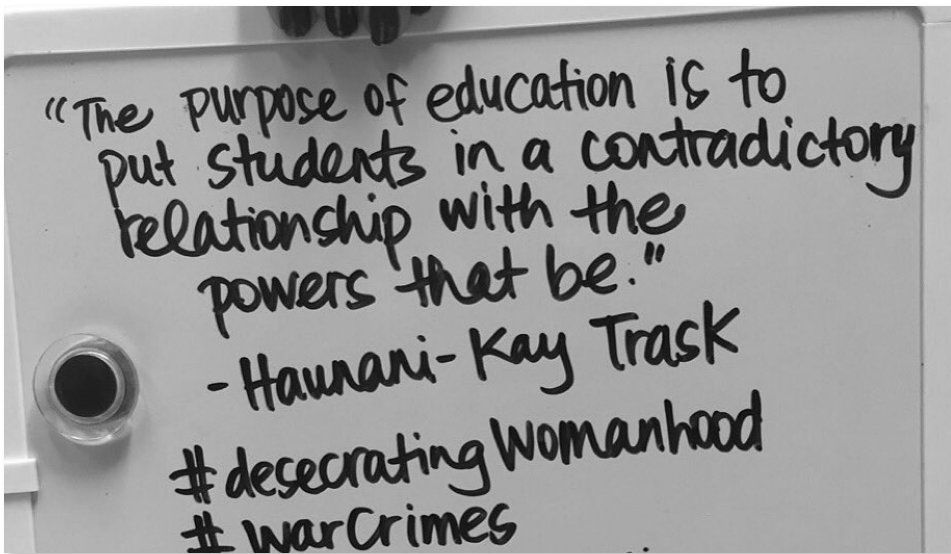 "The purpose of education is to
put students in a contradictory
relationship with the
powers that be."
- Haunani-Kay Trask
#desecratingWomanhood
#warCrimes